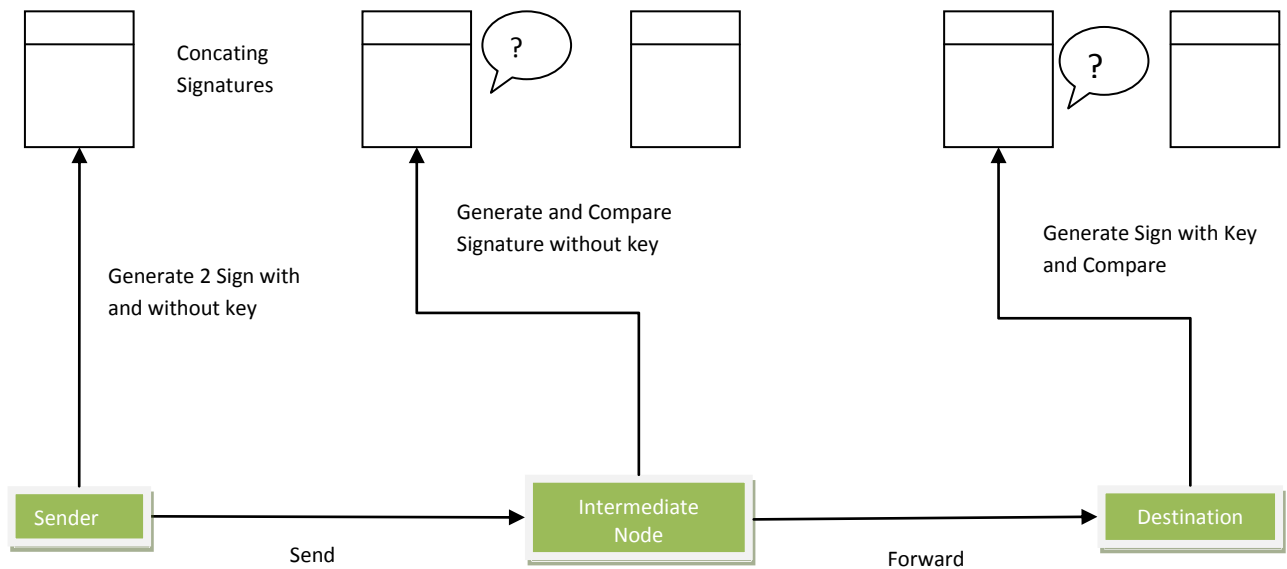 Concating
Signatures
?
?
Generate and Compare
Signature without key
Generate Sign with Key
and Compare
Generate 2 Sign with
and without key
Sender
Intermediate
Node
Destination
Send
Forward